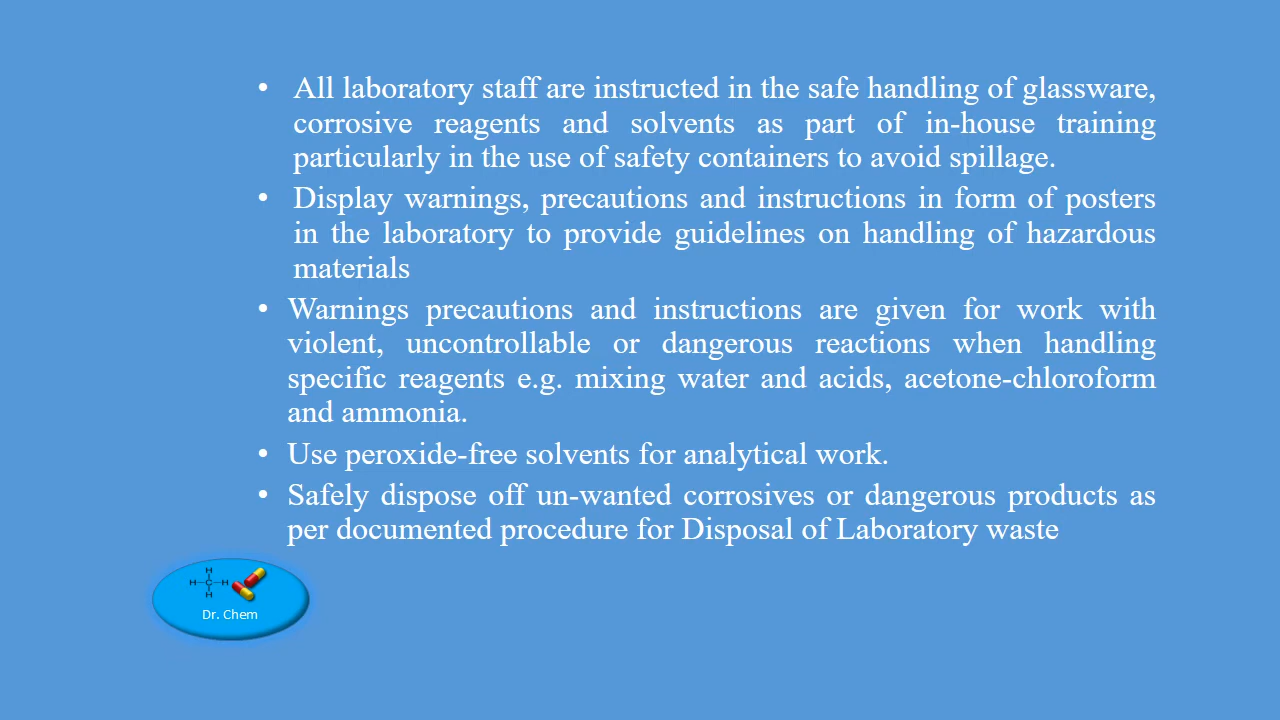 • All laboratory staff are instructed in the safe handling of glassware,
corrosive reagents and solvents as part of in-house training
particularly in the use of safety containers to avoid spillage.
• Display warnings, precautions and instructions in form of posters
in the laboratory to provide guidelines on handling of hazardous
materials
• Warnings precautions and instructions are given for work with
violent, uncontrollable or dangerous reactions when handling
specific reagents e.g. mixing water and acids, acetone-chloroform
and ammonia.
• Use peroxide-free solvents for analytical work.
• Safely dispose off un-wanted corrosives or dangerous products as
per documented procedure for Disposal of Laboratory waste
H
H C H
H
Dr. Chem